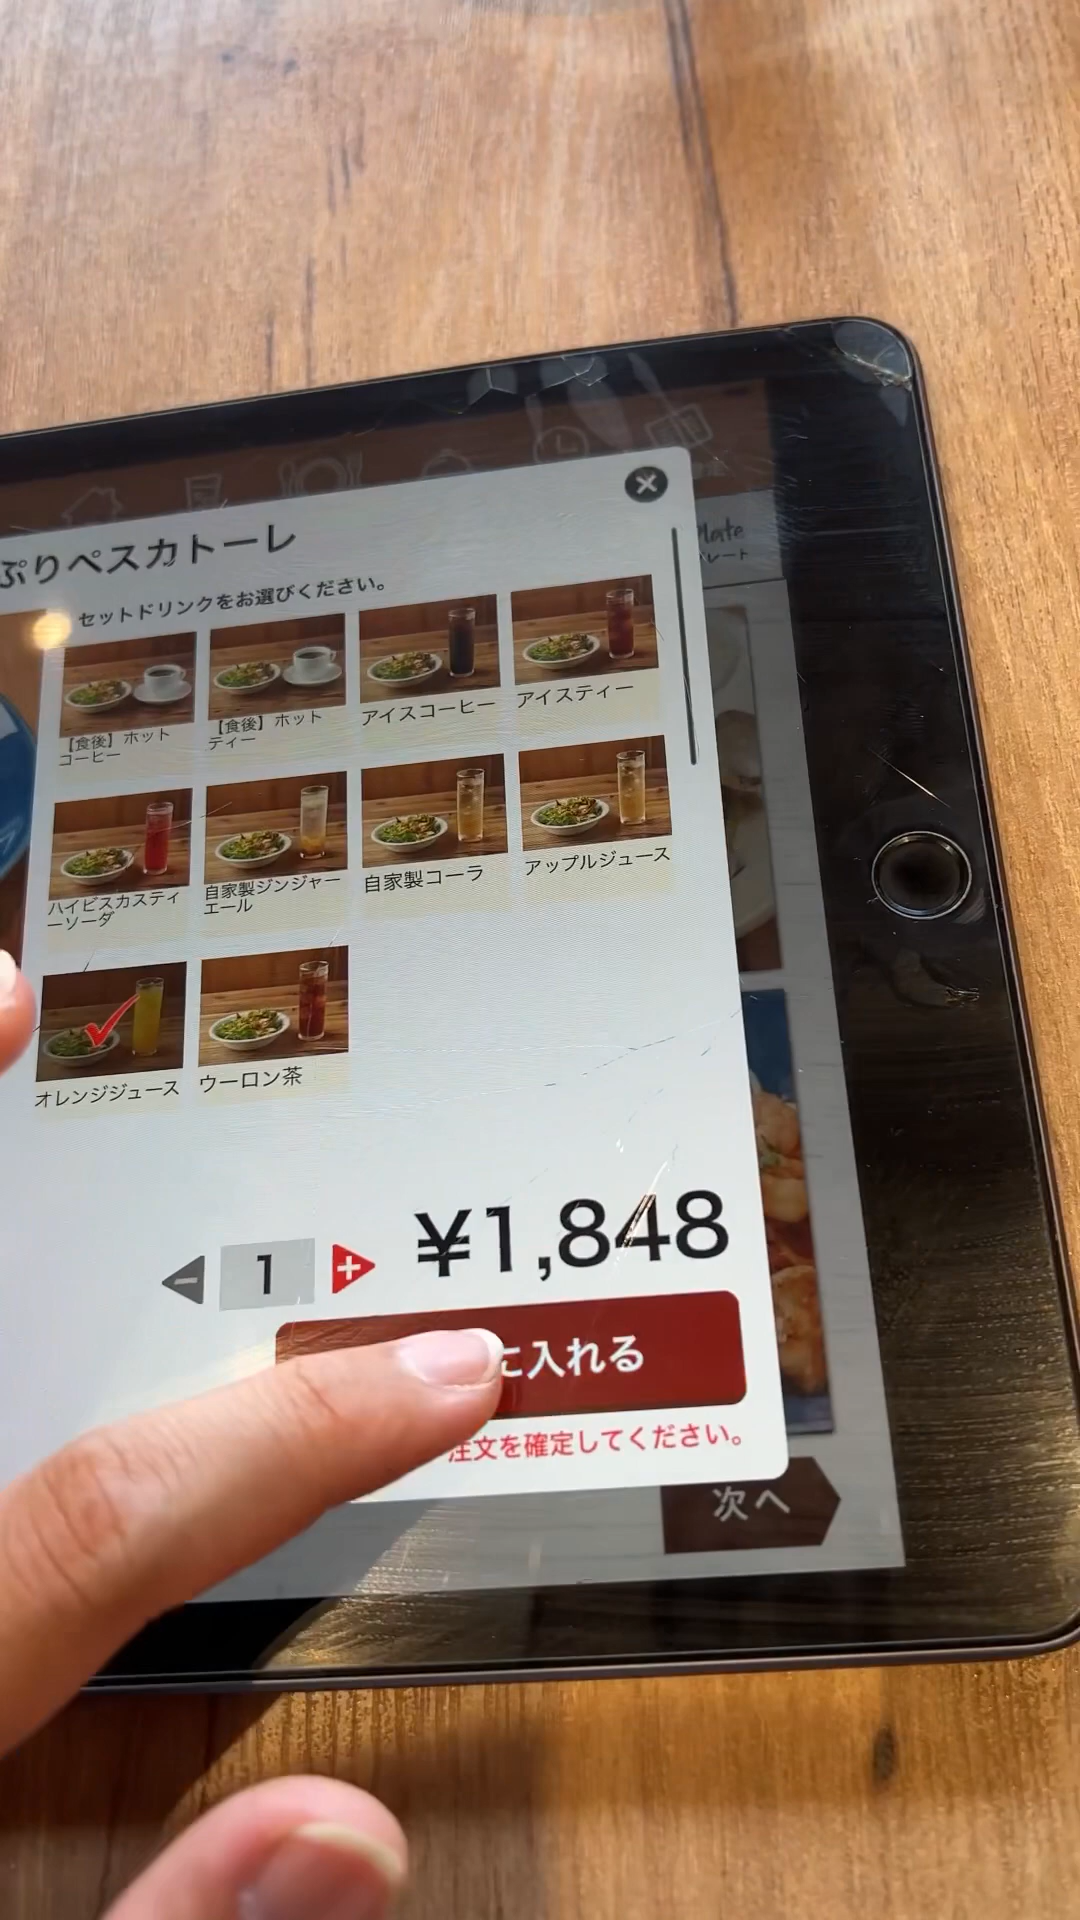 ぷりペスカトーレ
セットドリンクをお選びください。
【食後】ホット
コーヒー
【食後】ホット
ティー
アイスコーヒー
アイスティー
ハイビスカスティ
ーソーダ
自家製ジンジャー
エール
自家製コーラ
アップルジュース
オレンジジュース
ウーロン茶
¥1,848
1
に入れる
注文を確定してください。
次へ
Plate
レート